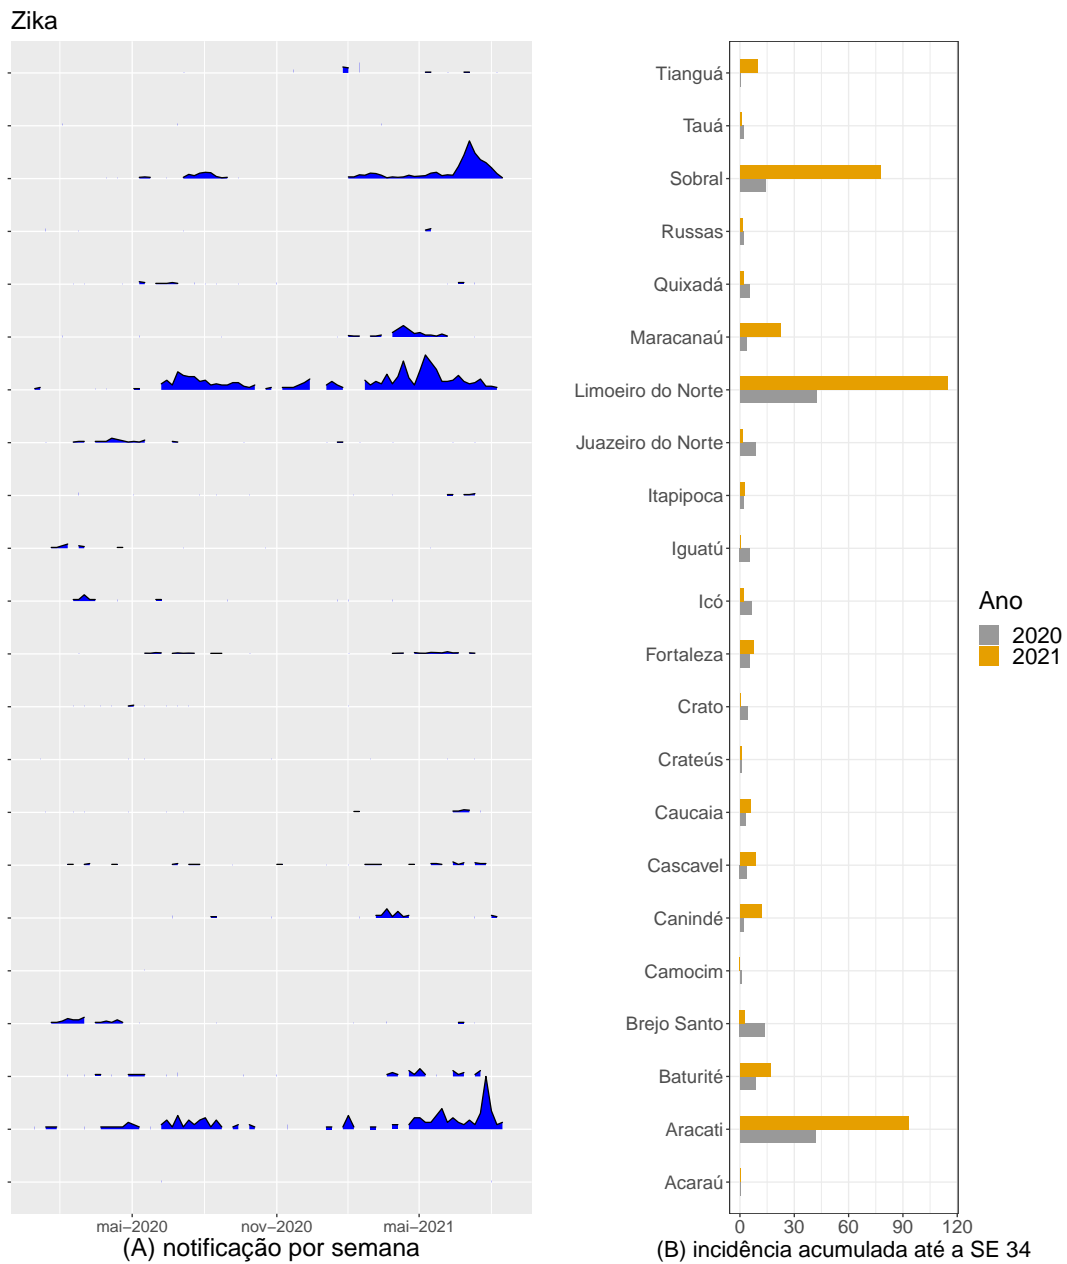 Zika
Tianguá
Tauá
Sobral
Russas
Quixadá
Maracanaú
Limoeiro do Norte
Juazeiro do Norte
Itapipoca
Iguatú
Icó
Fortaleza
Crato
Crateús
Caucaia
Cascavel
Canindé
Camocim
Brejo Santo
Baturité
Aracati
Acaraú
Ano
2020
2021
mai−2020 nov−2020 mai−2021
(A) notificação por semana
0 30 60 90 120
(B) incidência acumulada até a SE 34